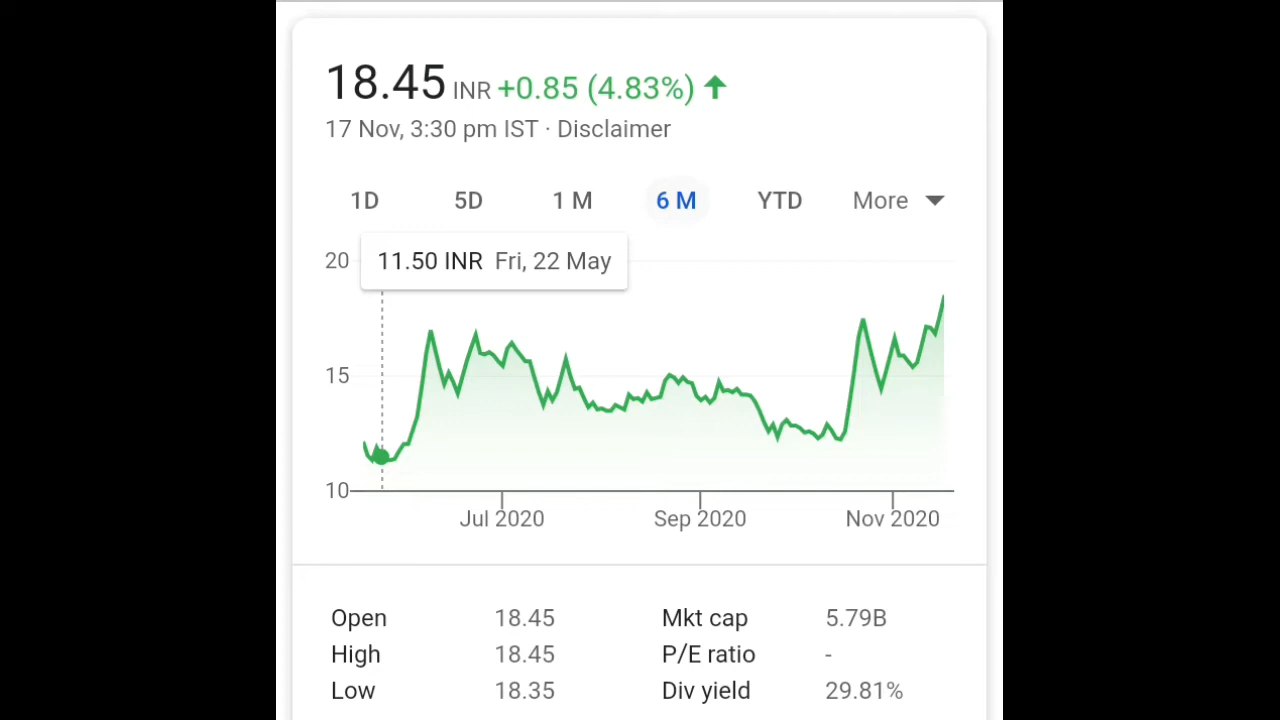 18.45 INR +0.85 (4.83%)
17 Nov, 3:30 pm IST · Disclaimer
1D 5D 1 M 6 M YTD More
20 11.50 INR Fri, 22 May
15
10
Jul 2020 Sep 2020 Nov 2020
Open 18.45 Mkt cap 5.79B
High 18.45 P/E ratio -
Low 18.35 Div yield 29.81%